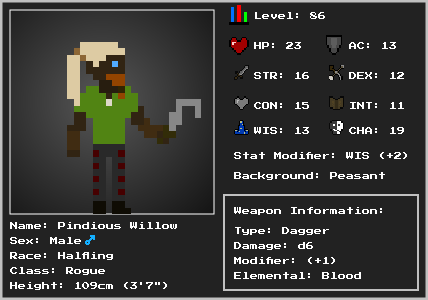 Level: 86
HP: 23
AC: 13
STR: 16
DEX: 12
CON: 15
INT: 11
WIS: 13
CHA: 19
Stat Modifier: WIS (+2)
Background: Peasant
Name: Pindious Willow
Sex: Male ♂
Race: Halfling
Class: Rogue
Height: 109cm (3'7")
Weapon Information:
Type: Dagger
Damage: d6
Modifier: (+1)
Elemental: Blood